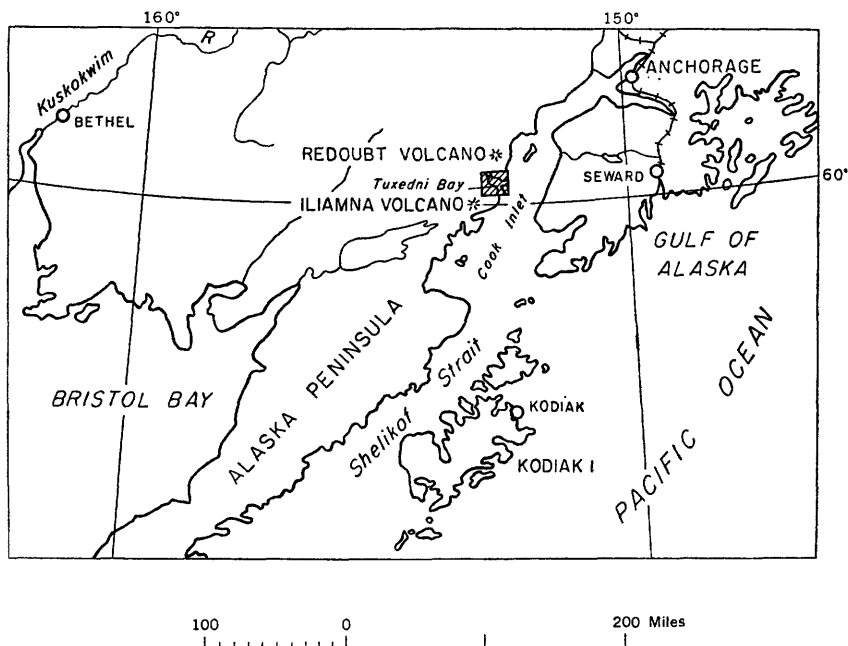 160°
150°
Kuskokwim R
ANCHORAGE
BETHEL
REDOUBT VOLCANO
Tuxedni Bay
SEWARD
60°
ILIAMNA VOLCANO
Cook Inlet
GULF OF
ALASKA
ALASKA PENINSULA
Shelikof Strait
BRISTOL BAY
KODIAK
KODIAK I
PACIFIC OCEAN
100 0 200 Miles